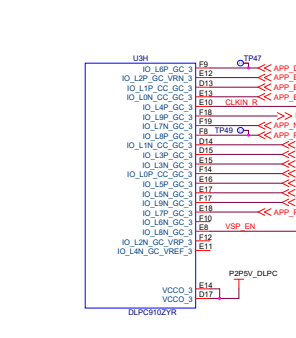 U3H
TP47
IO_L6P_GC_3 F9
IO_L2P_GC_VRN_3 E12
IO_L1P_CC_GC_3 D13
IO_L0N_CC_GC_3 E13
IO_L4P_GC_3 E10 CLKIN_R
IO_L9P_GC_3 F18
IO_L7N_GC_3 F19
IO_L8P_GC_3 F8 TP49
IO_L1N_CC_GC_3 D14
IO_L3P_GC_3 D15
IO_L3N_GC_3 E15
IO_L0P_CC_GC_3 F14
IO_L5P_GC_3 E16
IO_L5N_GC_3 E17
IO_L9N_GC_3 F17
IO_L7P_GC_3 E18
IO_L6N_GC_3 F10
IO_L8N_GC_3 E8 VSP_EN
IO_L2N_GC_VRP_3 F12
IO_L4N_GC_VREF_3 E11
P2P5V_DLPC
VCCO_3 E14
VCCO_3 D17
DLPC910ZYR